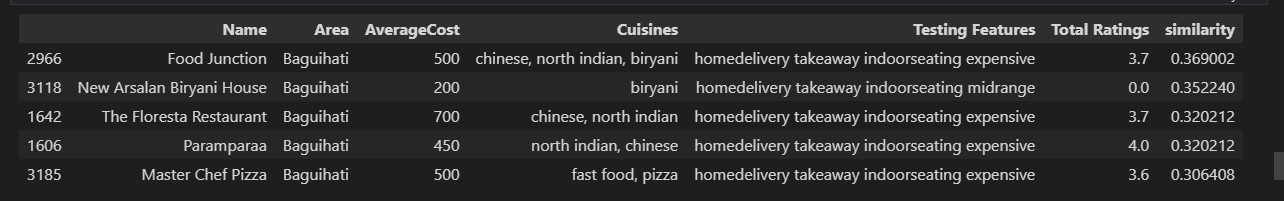 Name Area AverageCost Cuisines Testing Features Total Ratings similarity
2966 Food Junction Baguihati 500 chinese, north indian, biryani homedelivery takeaway indoorseating expensive 3.7 0.369002
3118 New Arsalan Biryani House Baguihati 200 biryani homedelivery takeaway indoorseating midrange 0.0 0.352240
1642 The Floresta Restaurant Baguihati 700 chinese, north indian homedelivery takeaway indoorseating expensive 3.7 0.320212
1606 Paramparaa Baguihati 450 north indian, chinese homedelivery takeaway indoorseating expensive 4.0 0.320212
3185 Master Chef Pizza Baguihati 500 fast food, pizza homedelivery takeaway indoorseating expensive 3.6 0.306408